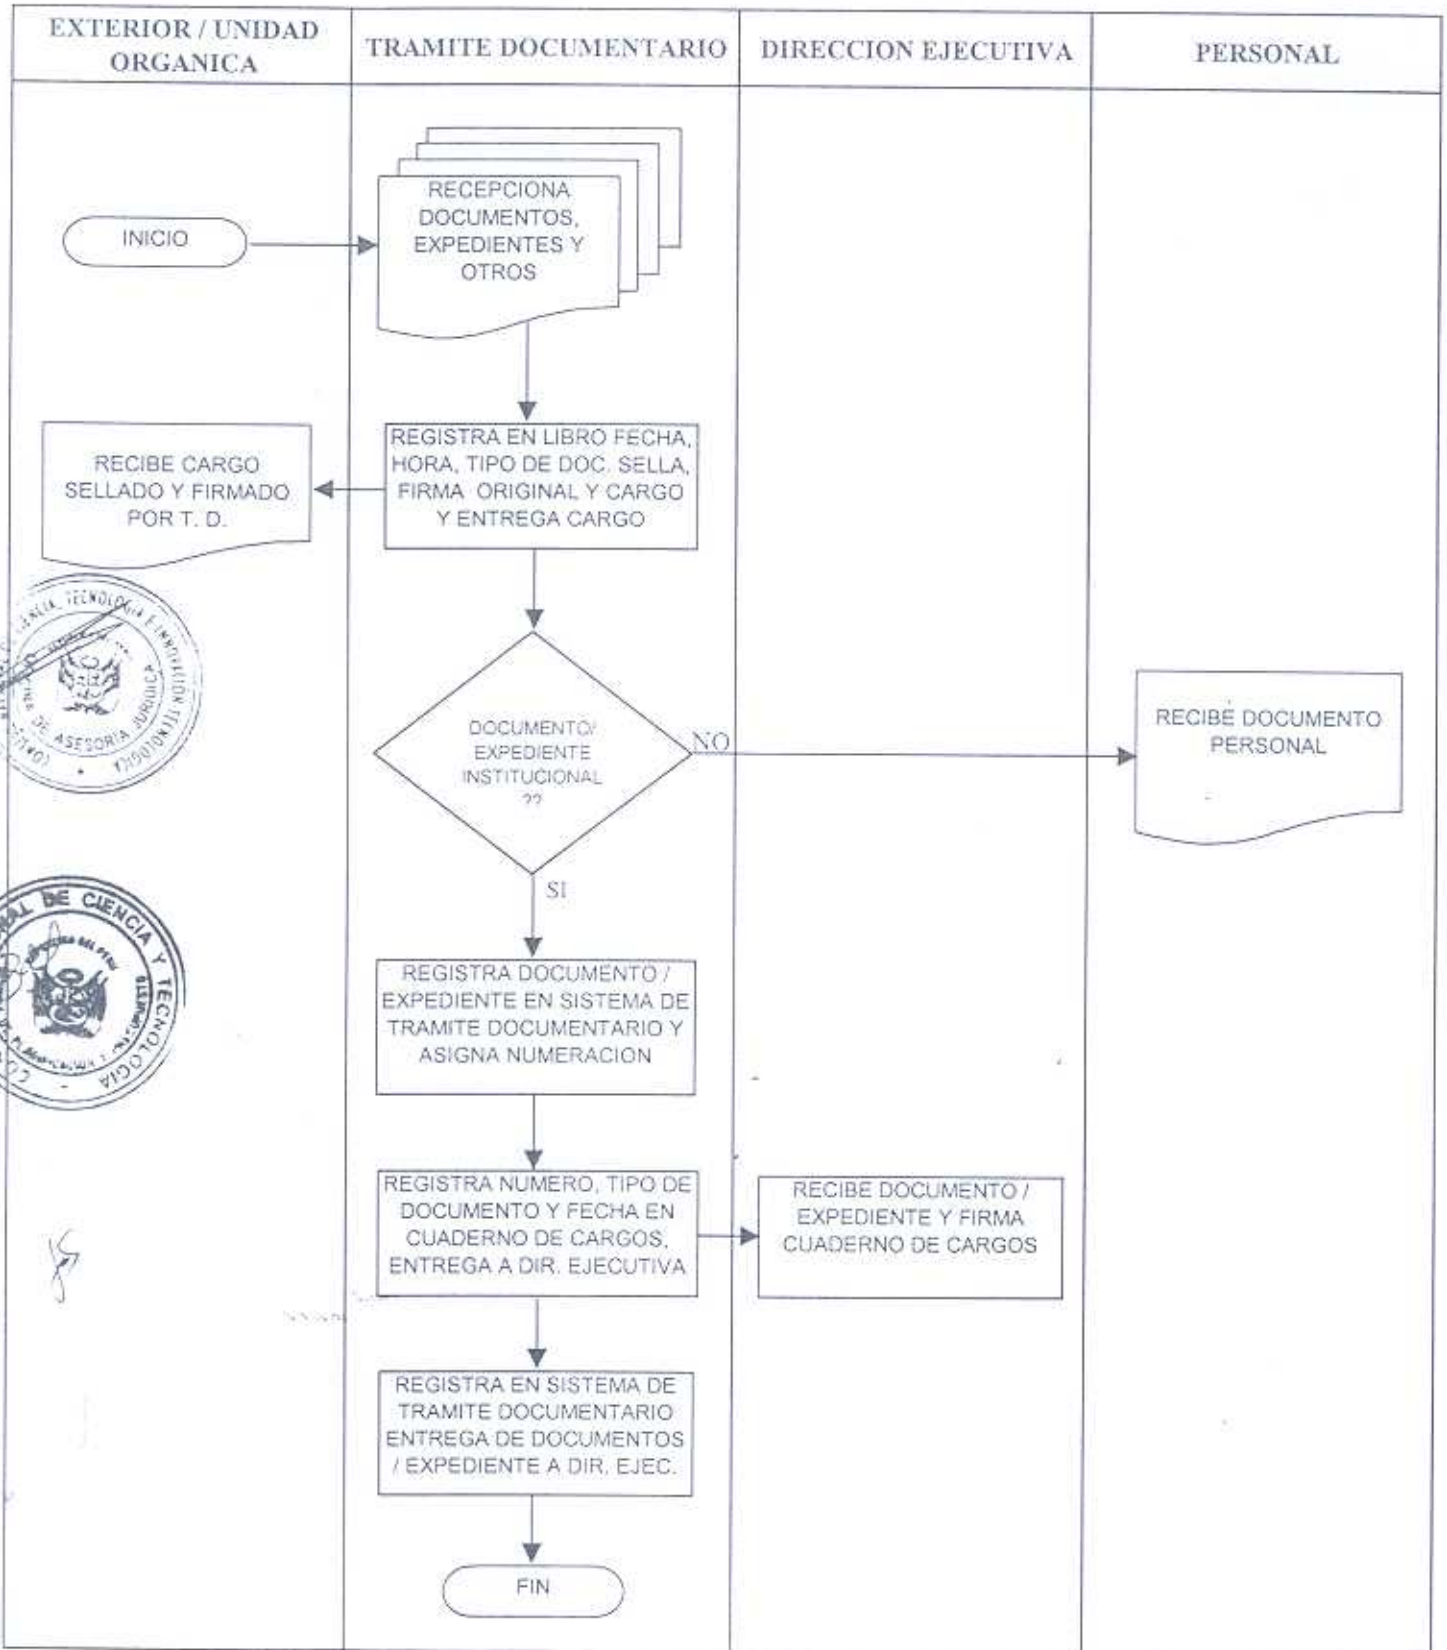 EXTERIOR / UNIDAD
ORGANICA
TRAMITE DOCUMENTARIO
DIRECCION EJECUTIVA
PERSONAL
INICIO
RECEPCIONA
DOCUMENTOS,
EXPEDIENTES Y
OTROS
RECIBE CARGO
SELLADO Y FIRMADO
POR T. D.
REGISTRA EN LIBRO FECHA,
HORA, TIPO DE DOC. SELLA,
FIRMA ORIGINAL Y CARGO
Y ENTREGA CARGO
TECNOLOGIA E INNOVACION TECNOLOGICA
DE ASESORIA JURIDICA
DOCUMENTO/
EXPEDIENTE
INSTITUCIONAL
??
NO
RECIBE DOCUMENTO
PERSONAL
SI
DE CIENCIA Y TECNOLOGIA
REGISTRA DOCUMENTO /
EXPEDIENTE EN SISTEMA DE
TRAMITE DOCUMENTARIO Y
ASIGNA NUMERACION
REGISTRA NUMERO, TIPO DE
DOCUMENTO Y FECHA EN
CUADERNO DE CARGOS,
ENTREGA A DIR. EJECUTIVA
RECIBE DOCUMENTO /
EXPEDIENTE Y FIRMA
CUADERNO DE CARGOS
REGISTRA EN SISTEMA DE
TRAMITE DOCUMENTARIO
ENTREGA DE DOCUMENTOS
/ EXPEDIENTE A DIR. EJEC.
FIN